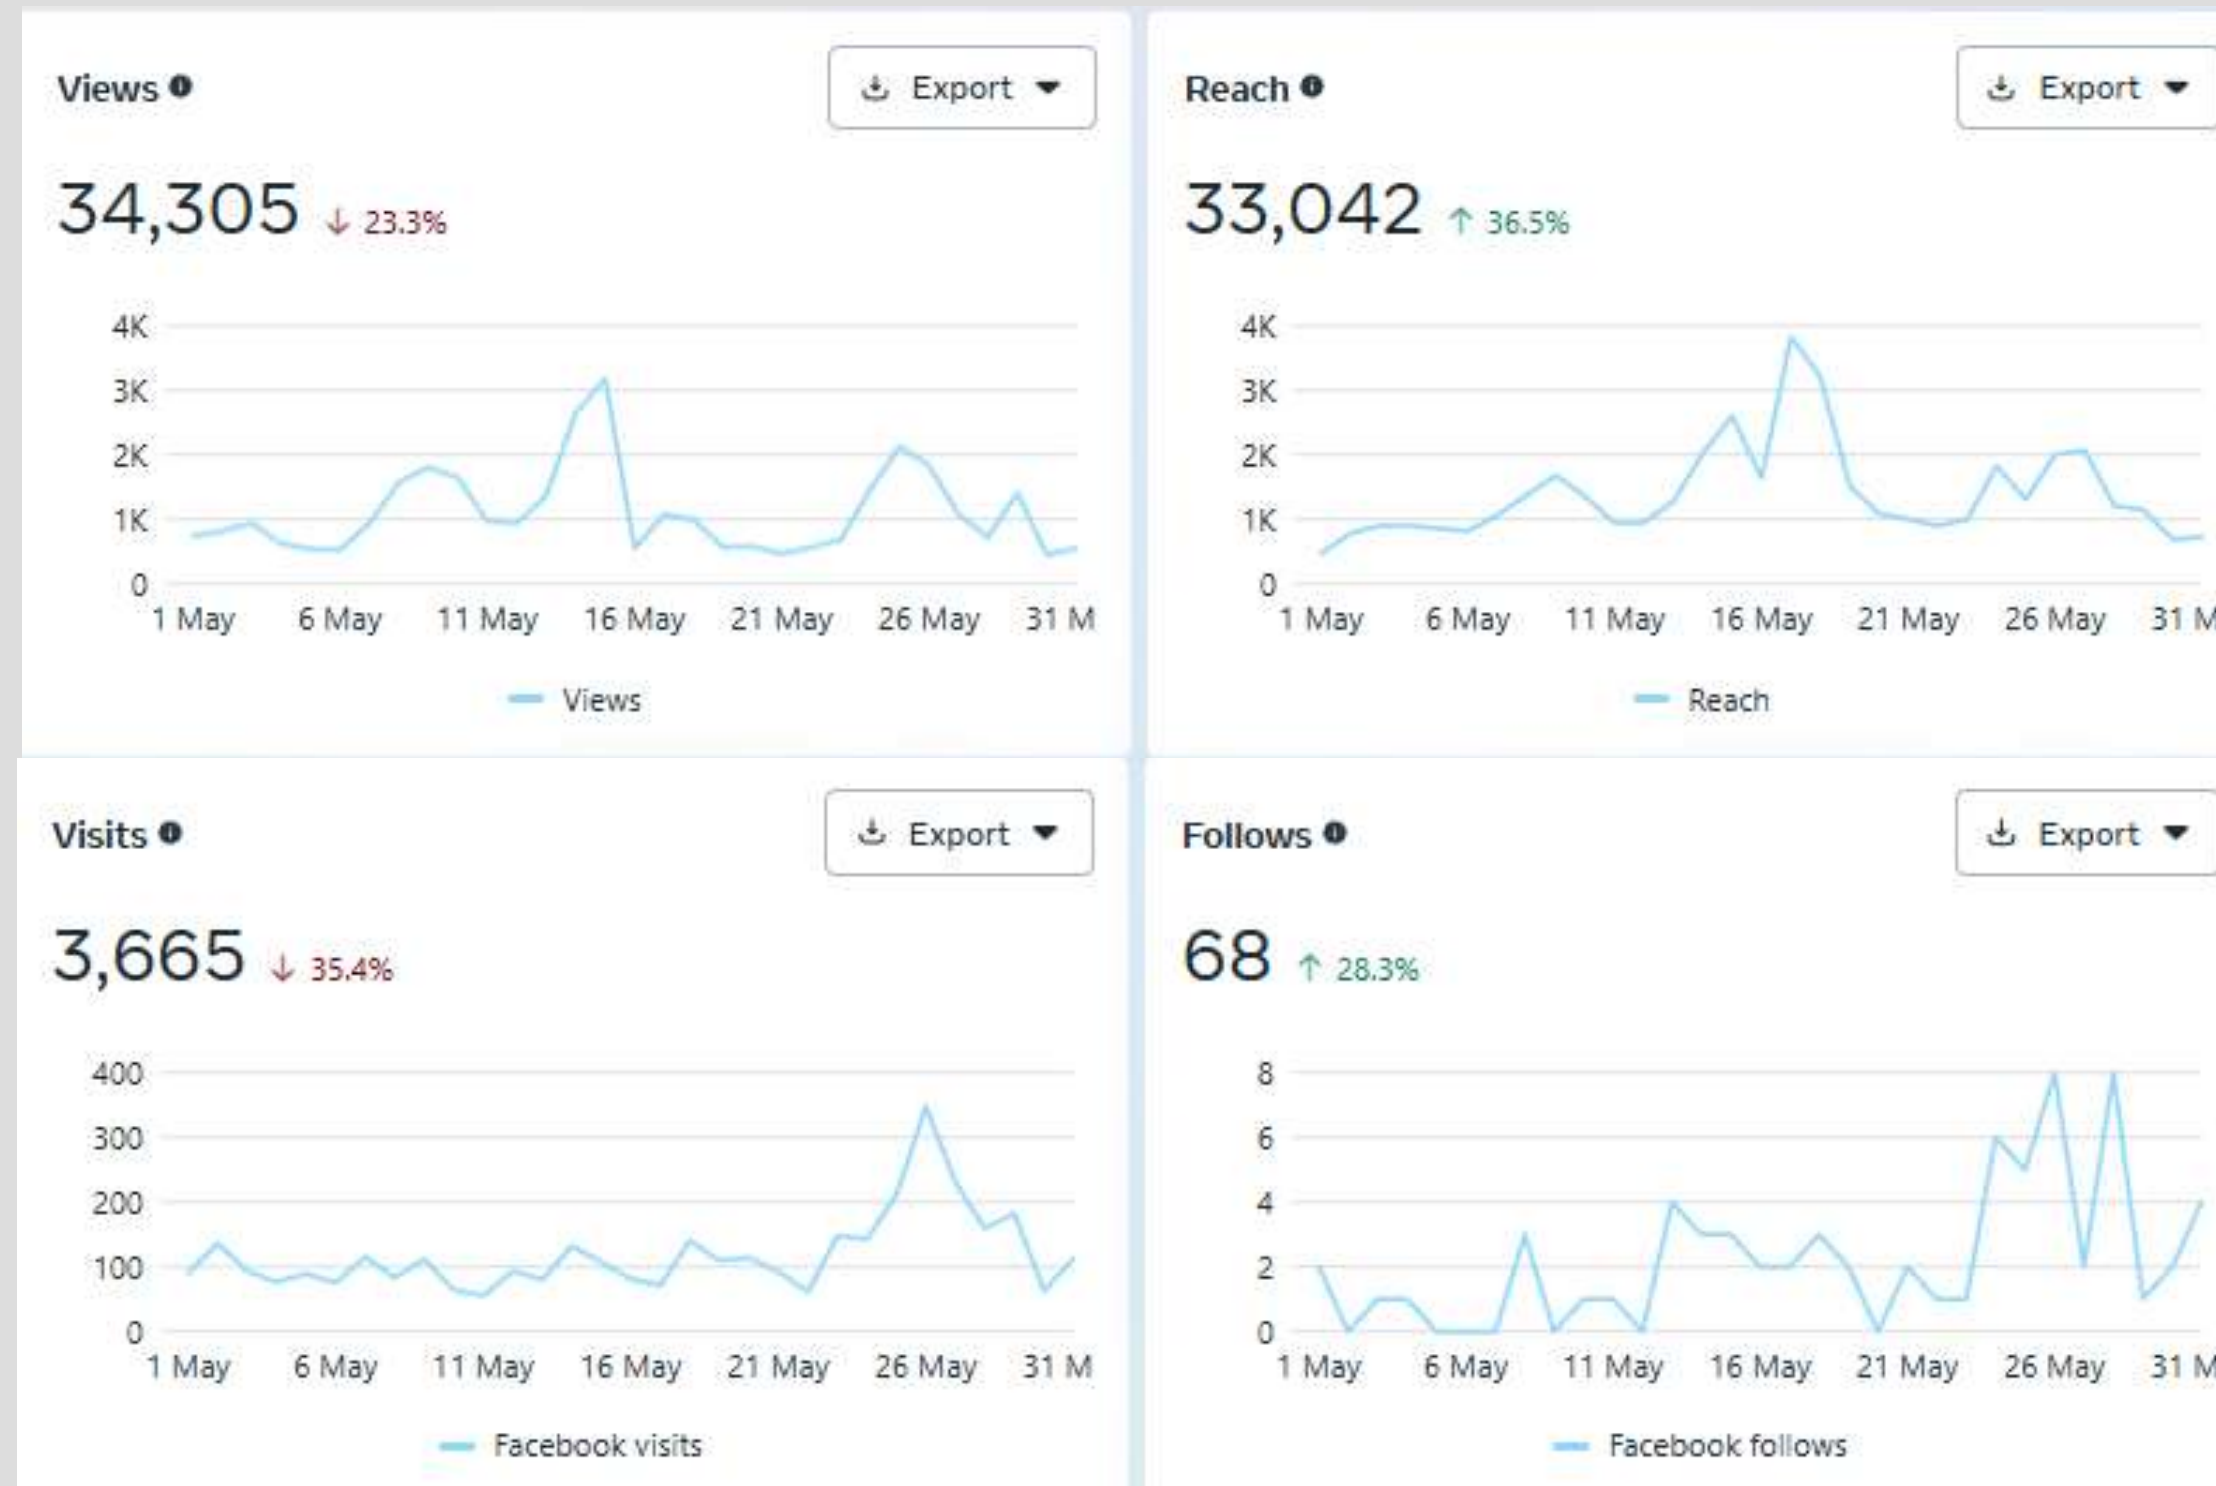 Views
Export
34,305 ↓ 23.3%
4K
3K
2K
1K
0
1 May 6 May 11 May 16 May 21 May 26 May 31 M
Views
Reach
Export
33,042 ↑ 36.5%
4K
3K
2K
1K
0
1 May 6 May 11 May 16 May 21 May 26 May 31 M
Reach
Visits
Export
3,665 ↓ 35.4%
400
300
200
100
0
1 May 6 May 11 May 16 May 21 May 26 May 31 M
Facebook visits
Follows
Export
68 ↑ 28.3%
8
6
4
2
0
1 May 6 May 11 May 16 May 21 May 26 May 31 M
Facebook follows